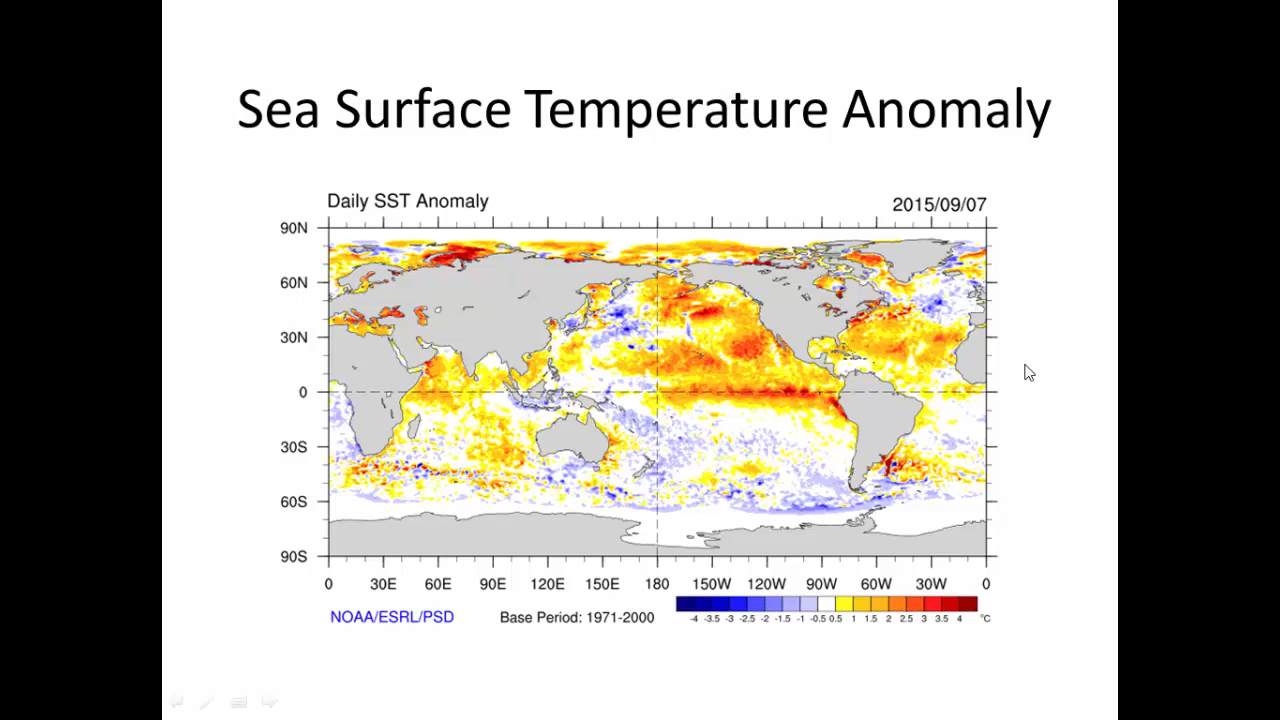 Sea Surface Temperature Anomaly
Daily SST Anomaly
2015/09/07
90N
60N
30N
0
30S
60S
90S
0 30E 60E 90E 120E 150E 180 150W 120W 90W 60W 30W 0
NOAA/ESRL/PSD
Base Period: 1971-2000
-4 -3.5 -3 -2.5 -2 -1.5 -1 -0.5 0.5 1 1.5 2 2.5 3 3.5 4 °C